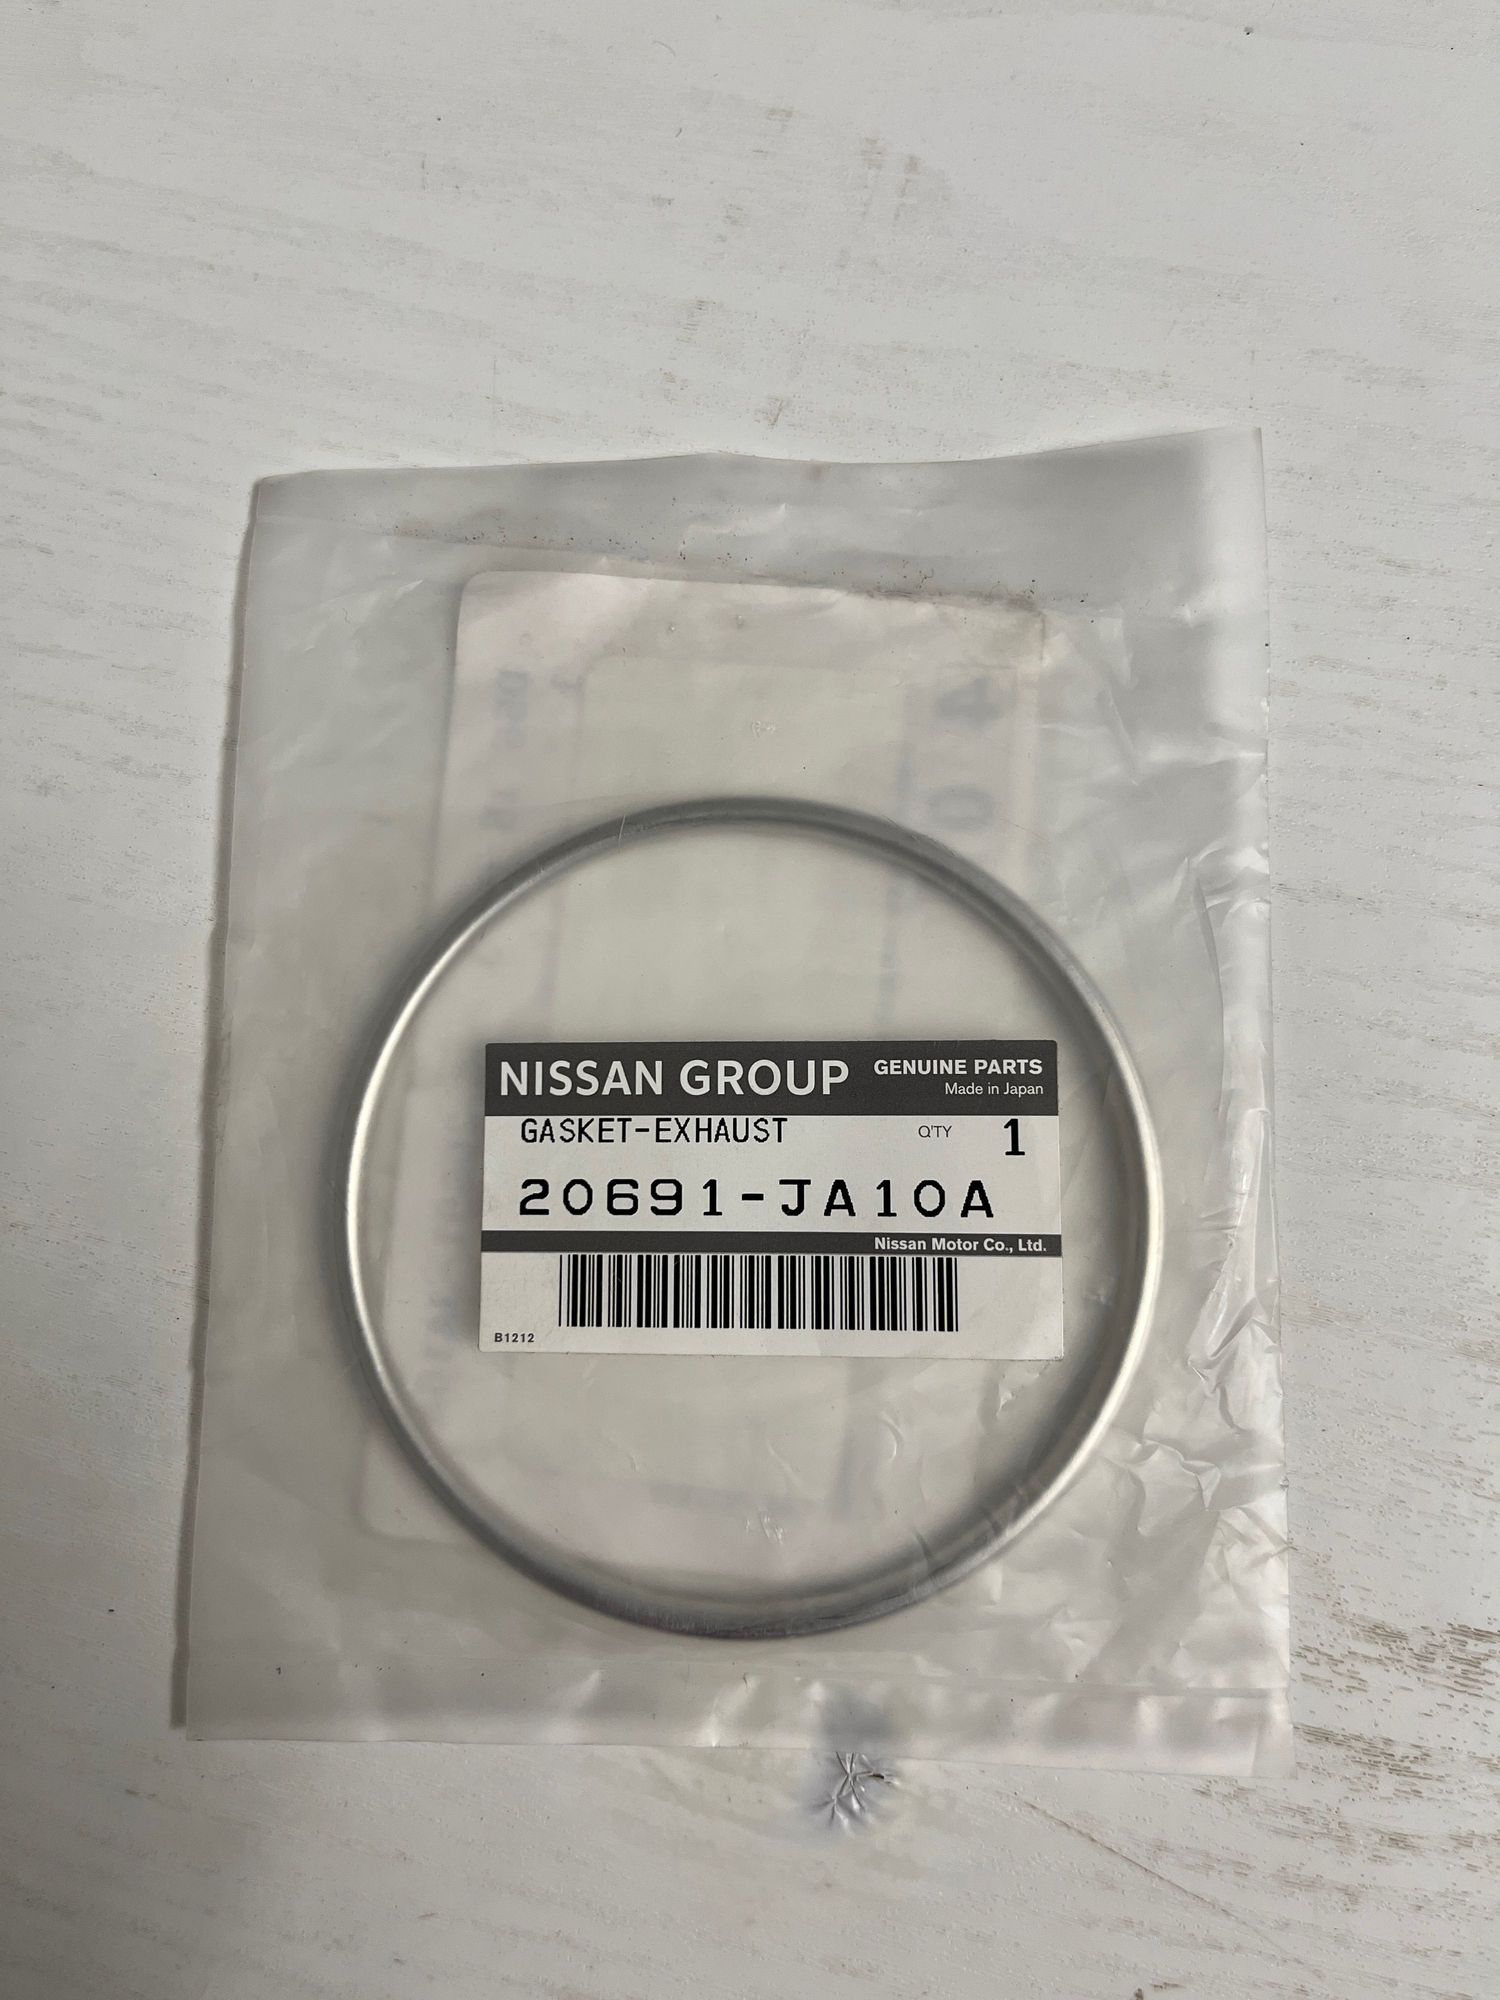 NISSAN GROUP GENUINE PARTS
Made in Japan
GASKET-EXHAUST Q'TY 1
20691-JA10A
Nissan Motor Co., Ltd.
B1212